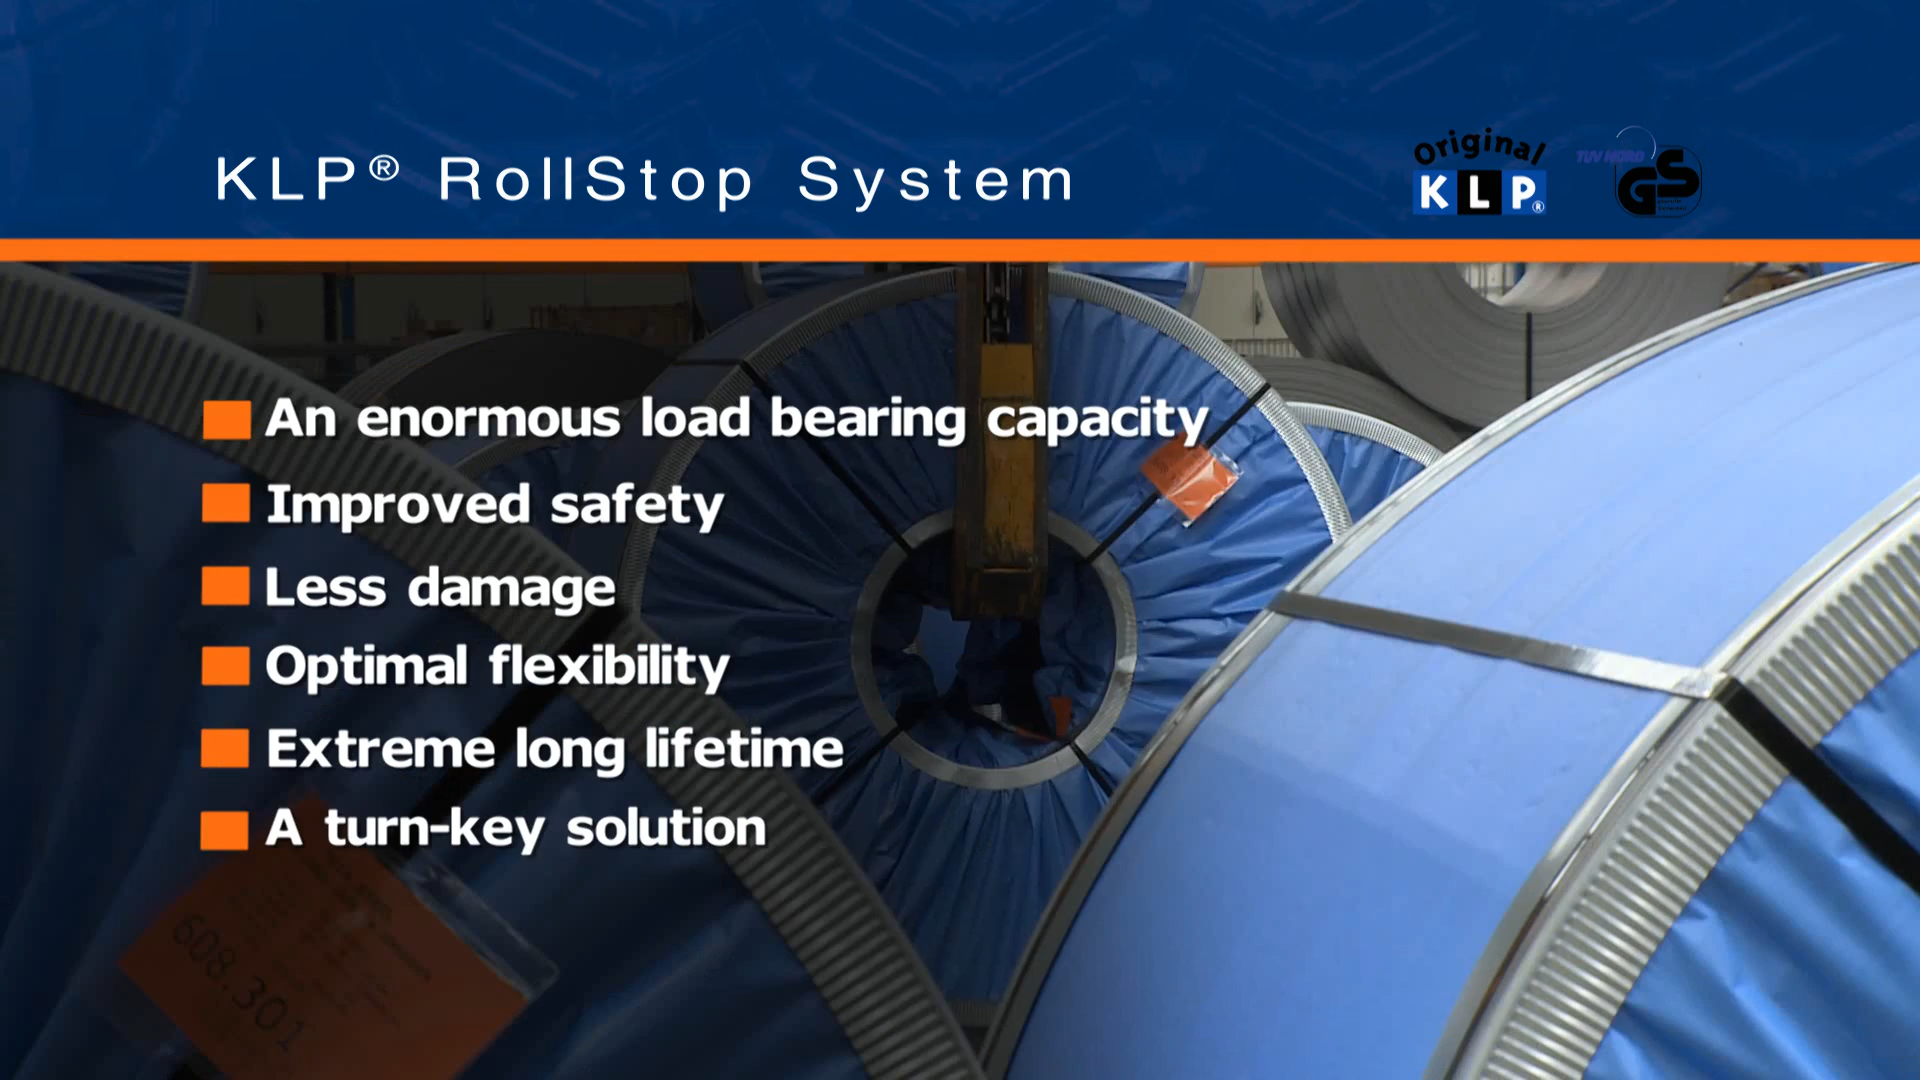 KLP® RollStop System
Original
KLP®
TUV NORD
GS
An enormous load bearing capacity
Improved safety
Less damage
Optimal flexibility
Extreme long lifetime
A turn-key solution
608.301